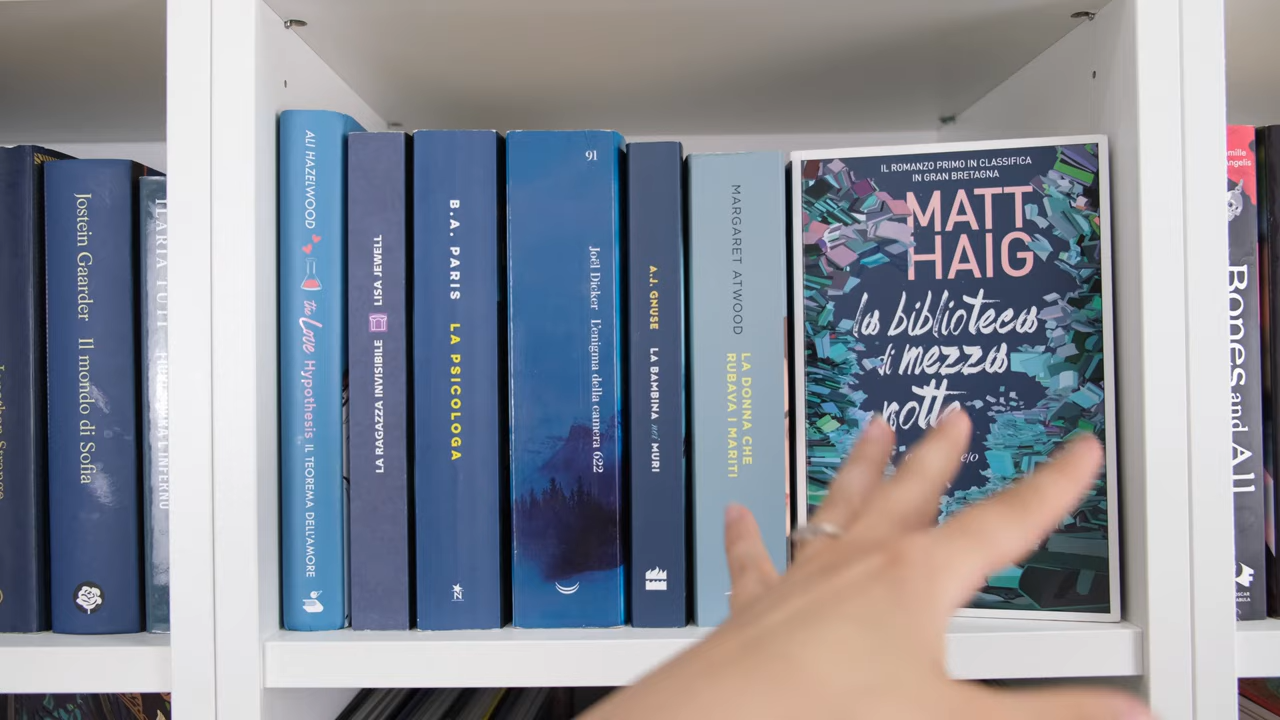 Jostein Gaarder Il mondo di Sofia
ILARIA TUTI
ALI HAZELWOOD the Love Hypothesis IL TEOREMA DELL'AMORE
LA RAGAZZA INVISIBILE LISA JEWELL
B.A. PARIS LA PSICOLOGA
91
Joël Dicker L'enigma della camera 622
A.J. GNUSE LA BAMBINA nei MURI
MARGARET ATWOOD
LA DONNA CHE
RUBAVA I MARITI
IL ROMANZO PRIMO IN CLASSIFICA
IN GRAN BRETAGNA
MATT
HAIG
la biblioteca
di mezza
notte
Bones and All